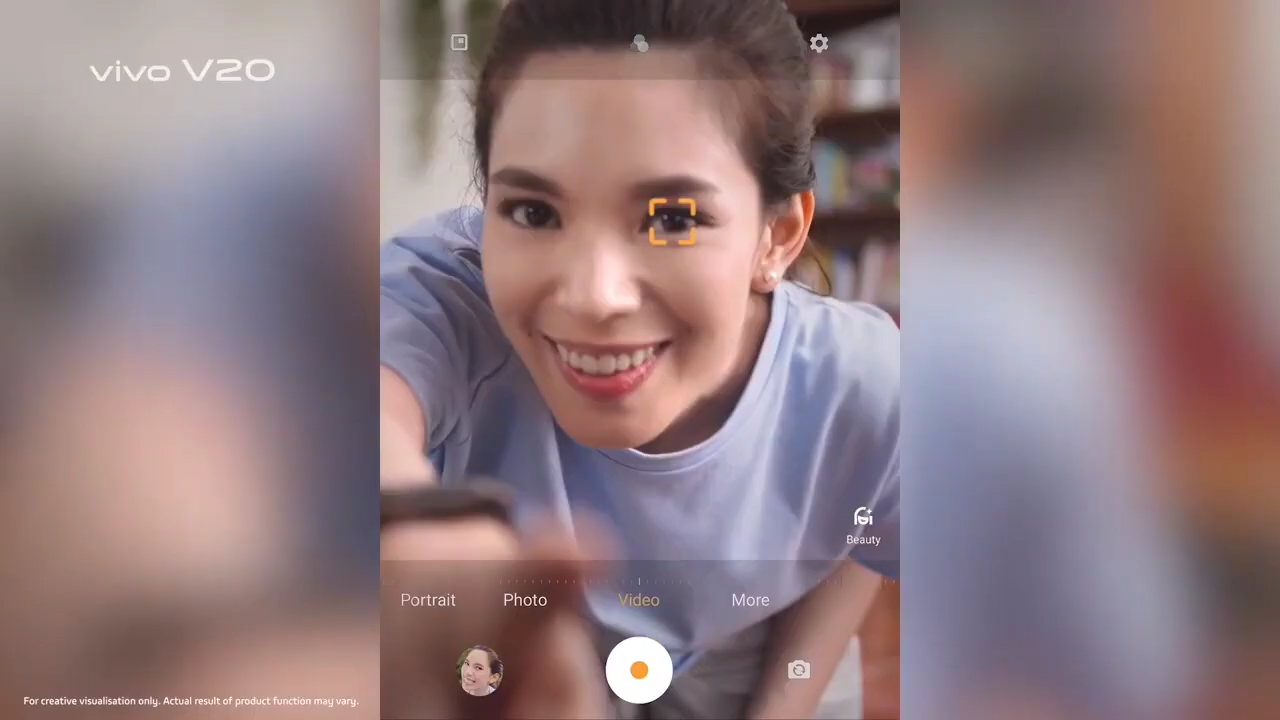 vivo V20
Beauty
Portrait
Photo
Video
More
For creative visualisation only. Actual result of product function may vary.